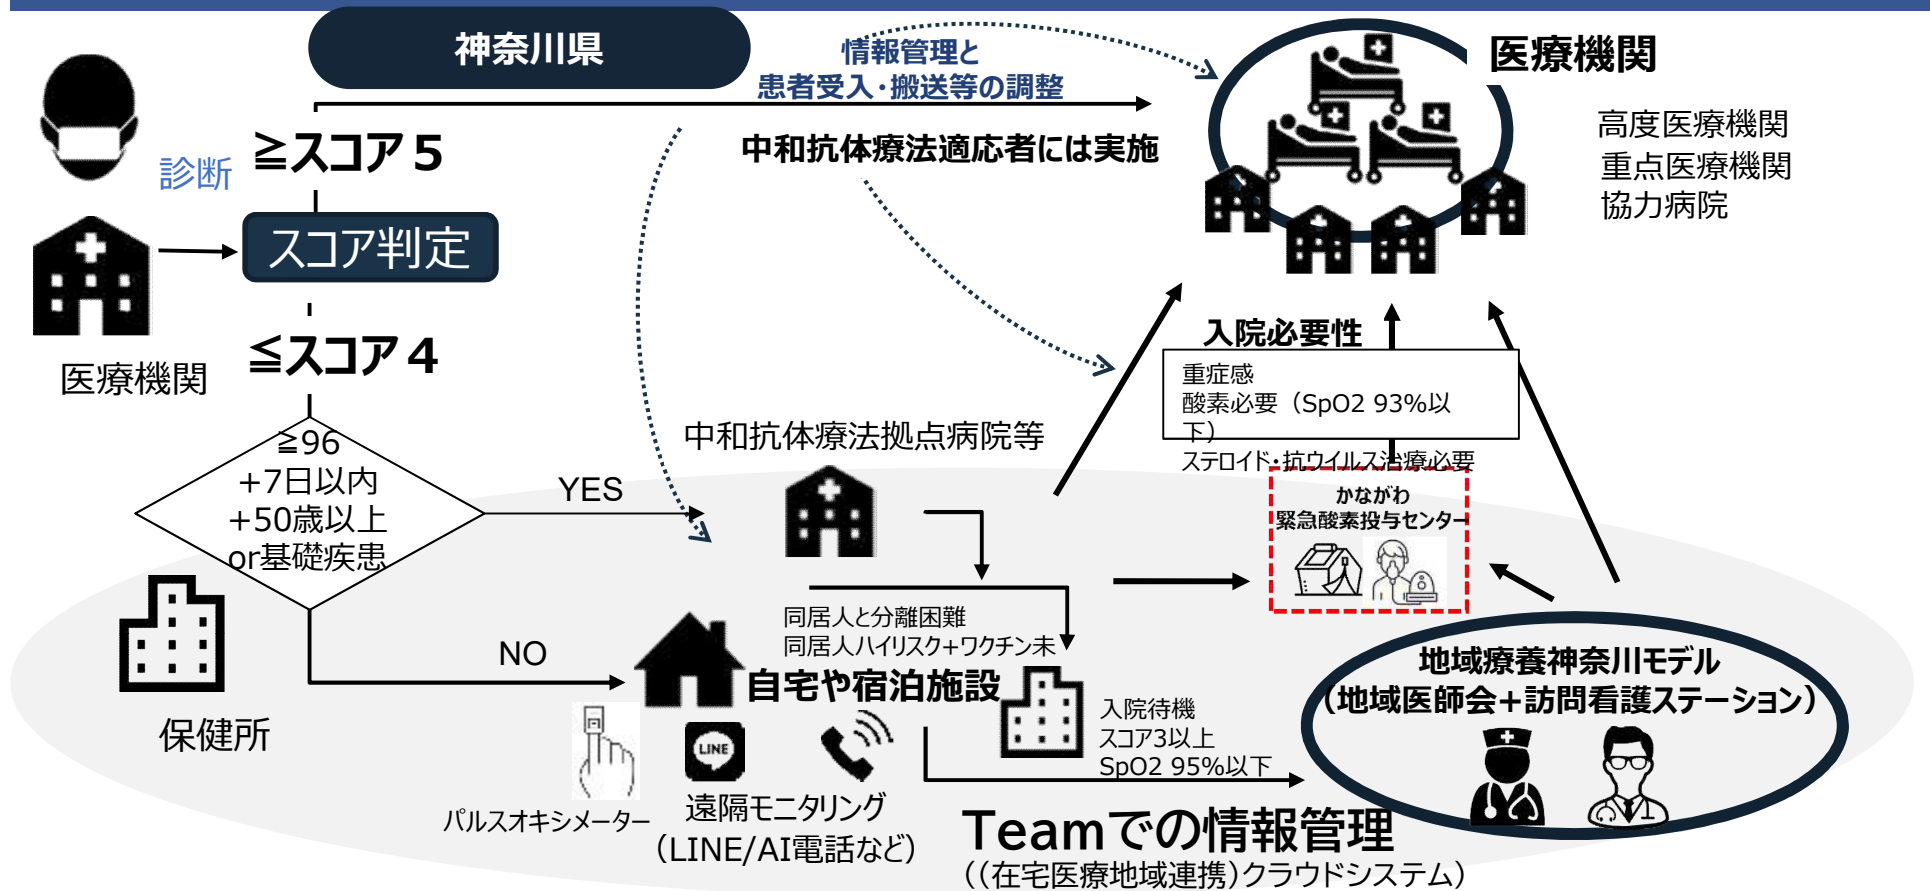 神奈川県
情報管理と
患者受入・搬送等の調整
医療機関
高度医療機関
重点医療機関
協力病院
診断
≧スコア５
中和抗体療法適応者には実施
スコア判定
≦スコア４
医療機関
入院必要性
重症感
酸素必要（SpO2 93%以
下）
ステロイド・抗ウイルス治療必要
≧96
+7日以内
+50歳以上
or基礎疾患
YES
中和抗体療法拠点病院等
かながわ
緊急酸素投与センター
同居人と分離困難
同居人ハイリスク+ワクチン未
NO
自宅や宿泊施設
保健所
地域療養神奈川モデル
（地域医師会+訪問看護ステーション）
入院待機
スコア3以上
SpO2 95%以下
LINE
パルスオキシメーター
遠隔モニタリング
（LINE/AI電話など）
Teamでの情報管理
（（在宅医療地域連携）クラウドシステム）